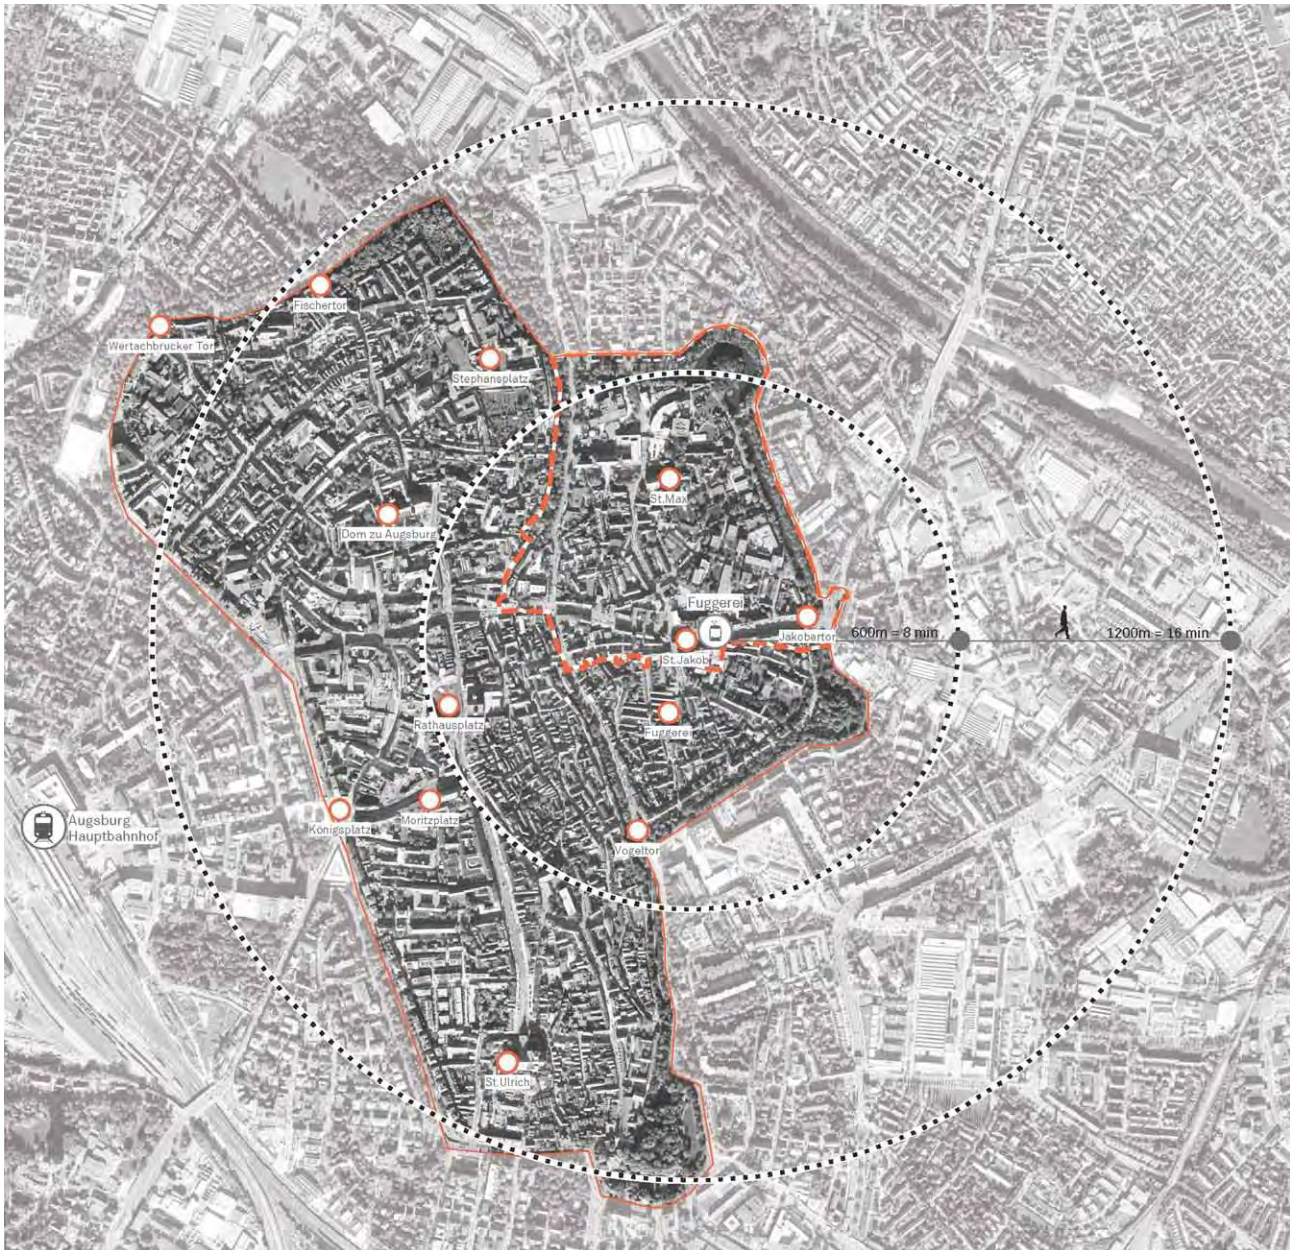 Fischertor
Wertachbrucker Tor
Stephansplatz
St.Max
Dom zu Augsburg
Fuggerei
Jakobertor
600m = 8 min
1200m = 16 min
St.Jakob
Rathausplatz
Fuggerei
Augsburg
Hauptbahnhof
Königsplatz
Moritzplatz
Vogeltor
St.Ulrich